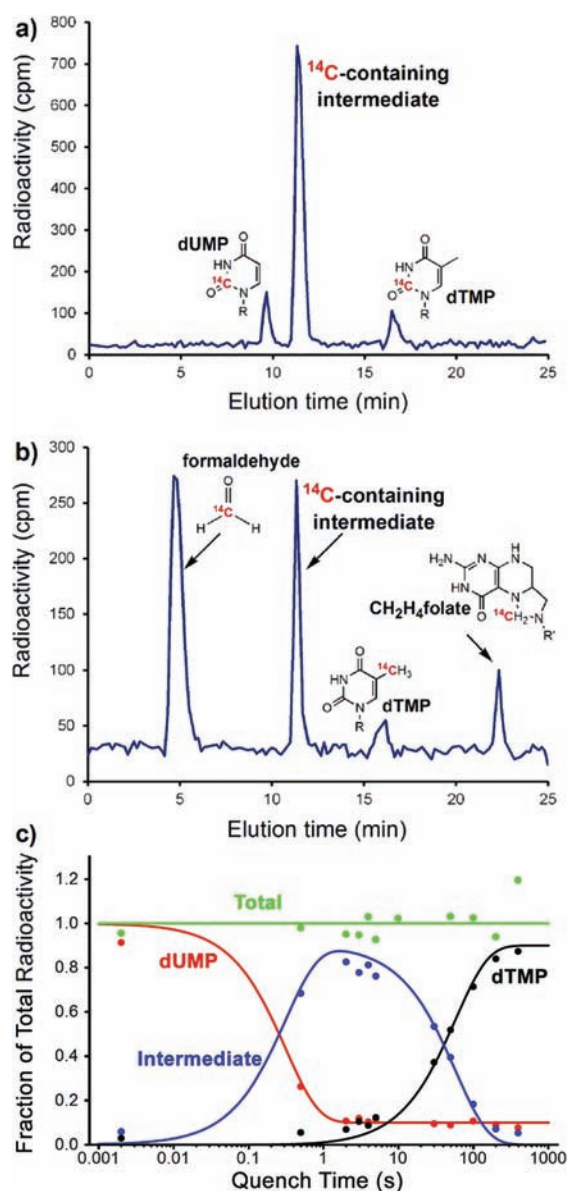 a)
800
700
600
500
400
300
200
100
0
Radioactivity (cpm)
14C-containing
intermediate
dUMP
O
HN
14C
O
N
R
dTMP
O
HN
14C
O
N
R
0 5 10 15 20 25
Elution time (min)
b)
300
250
200
150
100
50
0
Radioactivity (cpm)
formaldehyde
O
14C
H H
14C-containing
intermediate
CH2H4folate
H2N N H
N
HN
N
O
14CH2
N
R'
dTMP
O
14CH3
HN
O
N
R
0 5 10 15 20 25
Elution time (min)
c)
1.2
1.0
0.8
0.6
0.4
0.2
0.0
Fraction of Total Radioactivity
Total
dUMP
dTMP
Intermediate
0.001 0.01 0.1 1 10 100 1000
Quench Time (s)